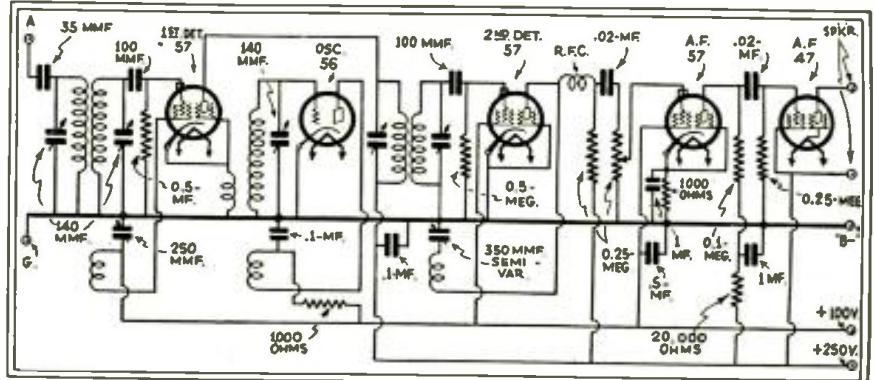 A
35 MMF.
100
MMF.
1ST. DET.
57
140
MMF.
OSC.
56
100 MMF.
2ND. DET.
57
R.F.C.
.02-MF.
A.F.
57
.02-
MF.
A.F
47
SPKR.
0.5-
MF.
0.5-
MEG.
1000
OHMS
0.25-MEG
140
MMF.
G.
250
MMF.
.1-MF.
.1-MF.
350 MMF
SEMI-
VAR.
0.25-
MEG
1
MF.
.5-
MF.
0.1-
MEG.
1MF.
"B-"
1000
OHMS
20,000
OHMS
+100V.
+250V.